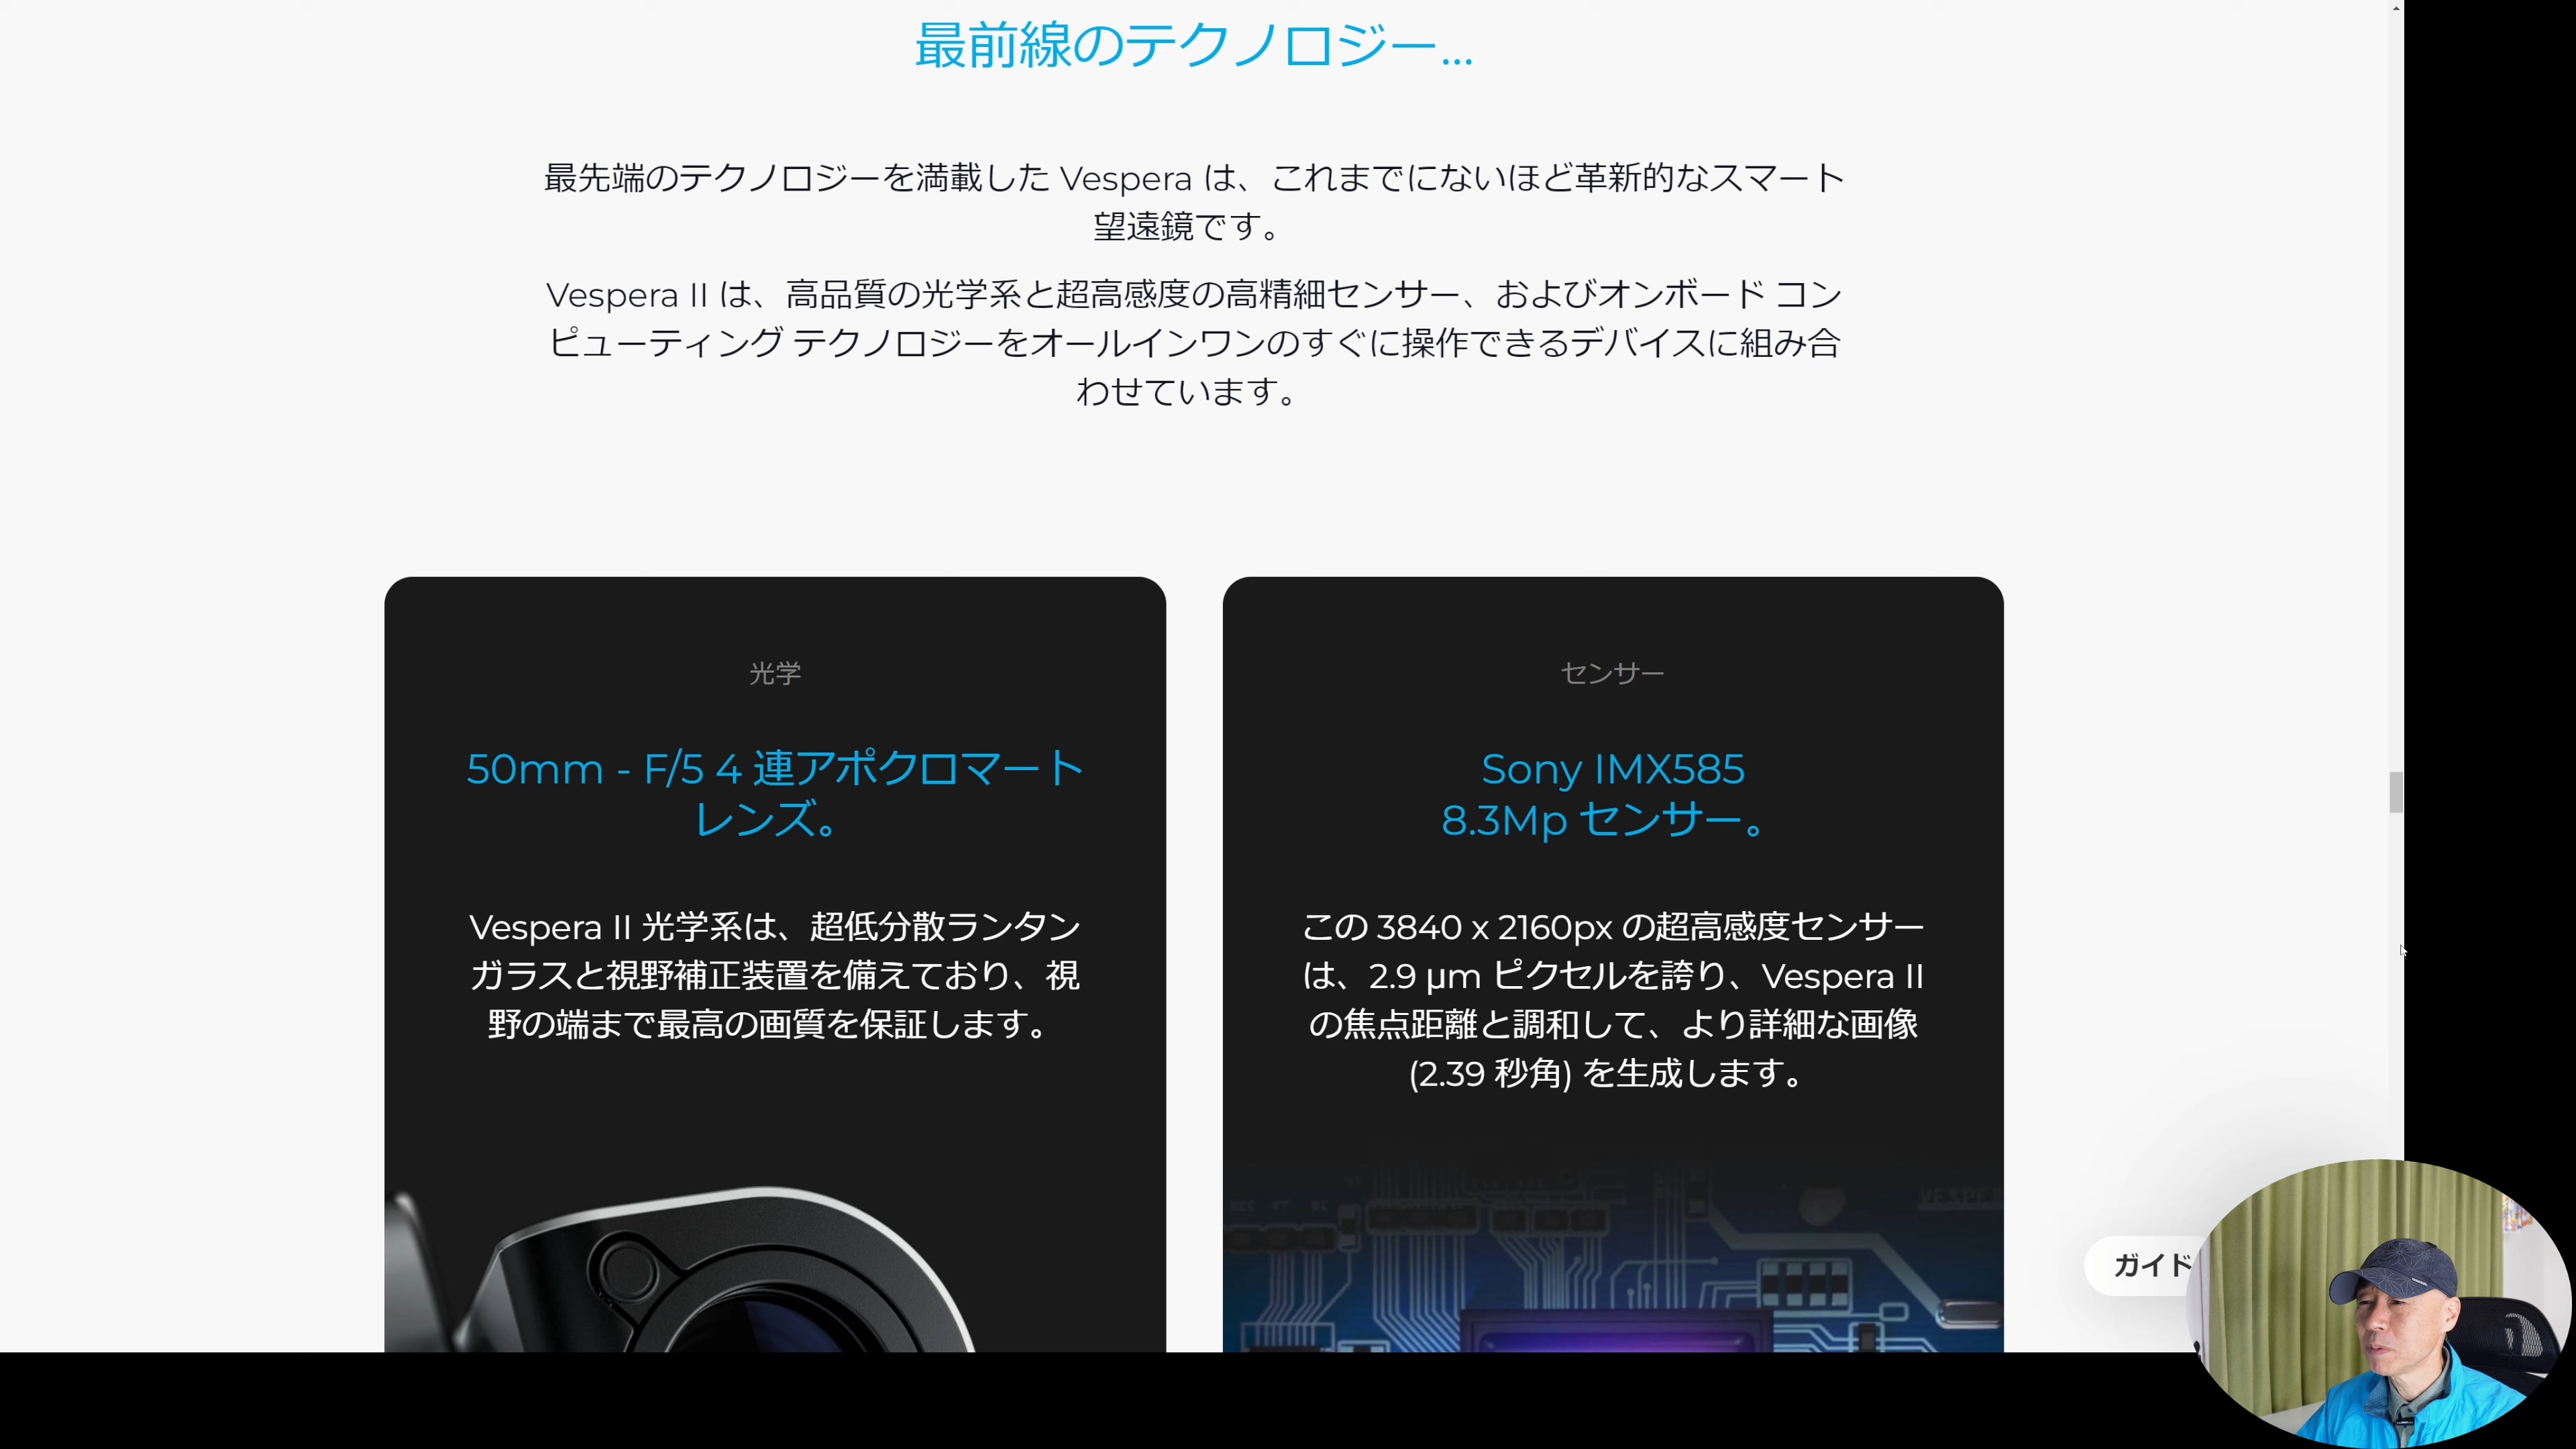 最前線のテクノロジー...
最先端のテクノロジーを満載した Vespera は、これまでにないほど革新的なスマート
望遠鏡です。
Vespera II は、高品質の光学系と超高感度の高精細センサー、およびオンボード コン
ピューティング テクノロジーをオールインワンのすぐに操作できるデバイスに組み合
わせています。
光学
50mm - F/5 4 連アポクロマート
レンズ。
Vespera II 光学系は、超低分散ランタン
ガラスと視野補正装置を備えており、視
野の端まで最高の画質を保証します。
センサー
Sony IMX585
8.3Mp センサー。
この 3840 x 2160px の超高感度センサー
は、2.9 μm ピクセルを誇り、Vespera II
の焦点距離と調和して、より詳細な画像
(2.39 秒角) を生成します。
ガイド